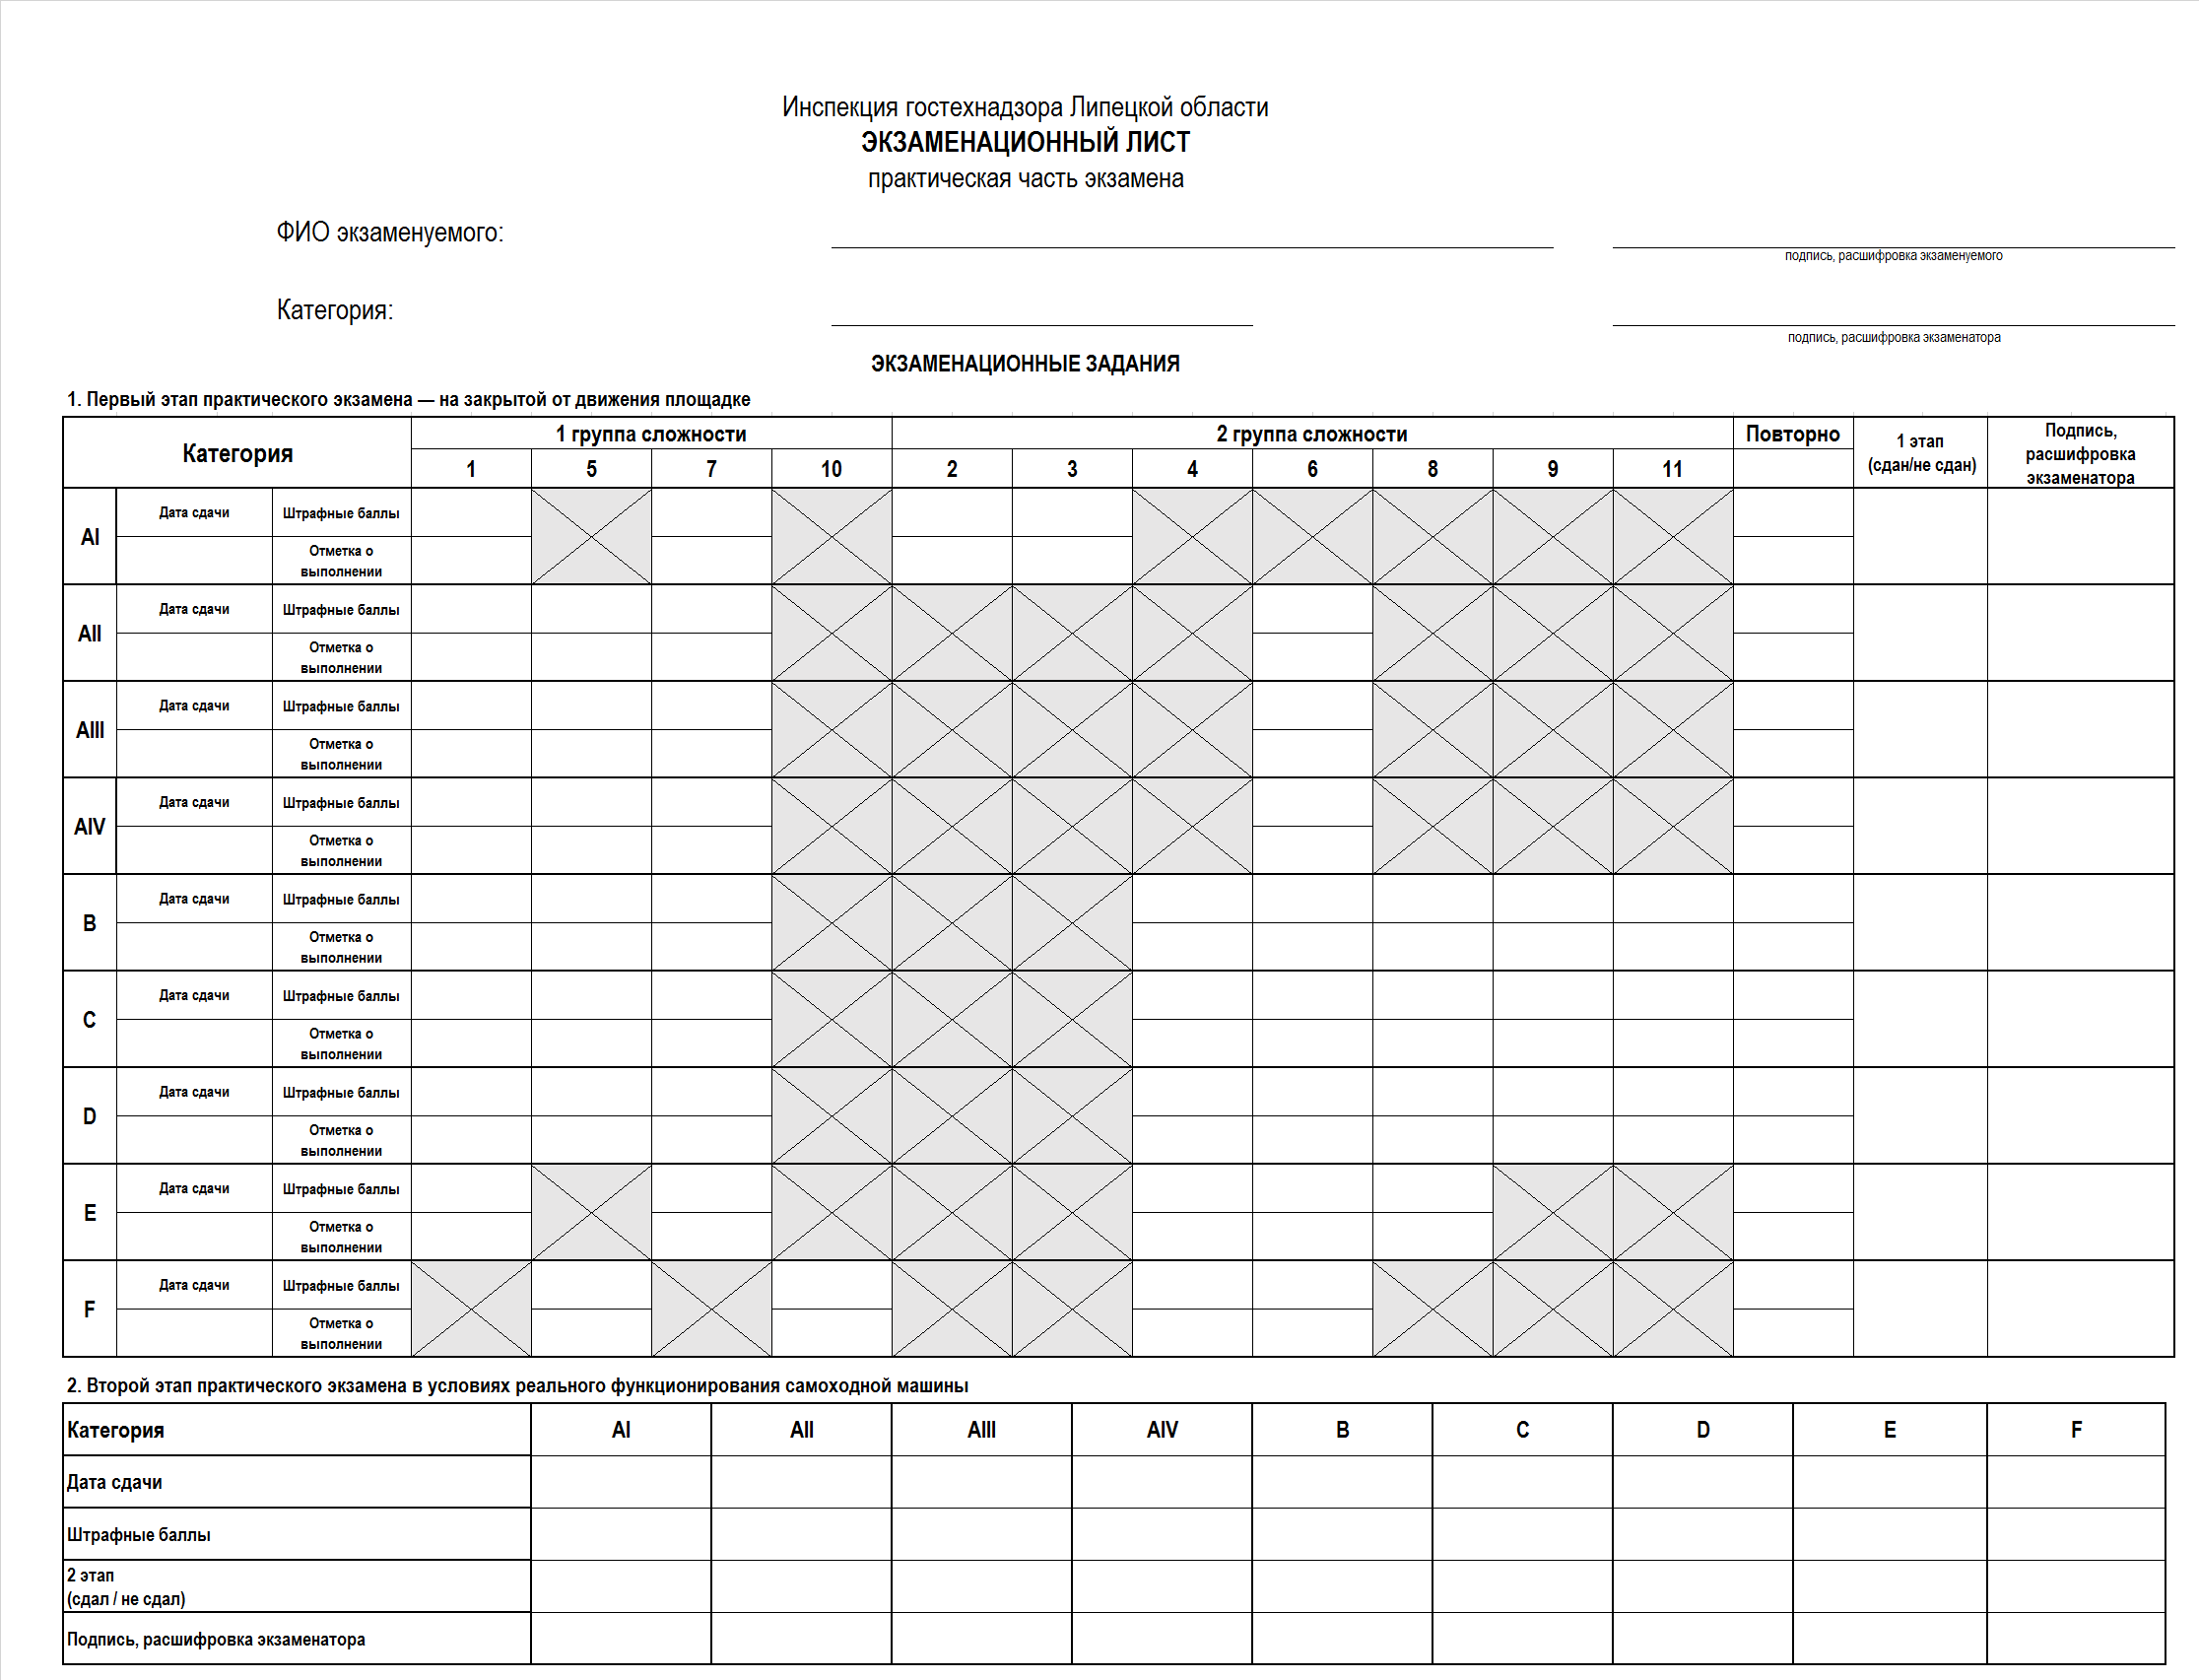 Инспекция гостехнадзора Липецкой области
ЭКЗАМЕНАЦИОННЫЙ ЛИСТ
практическая часть экзамена
ФИО экзаменуемого:
подпись, расшифровка экзаменуемого
Категория:
подпись, расшифровка экзаменатора
ЭКЗАМЕНАЦИОННЫЕ ЗАДАНИЯ
1. Первый этап практического экзамена — на закрытой от движения площадке
Категория 1 группа сложности 2 группа сложности Повторно 1 этап (сдан/не сдан) Подпись, расшифровка экзаменатора
1 5 7 10 2 3 4 6 8 9 11
AI Дата сдачи Штрафные баллы
Отметка о выполнении
AII Дата сдачи Штрафные баллы
Отметка о выполнении
AIII Дата сдачи Штрафные баллы
Отметка о выполнении
AIV Дата сдачи Штрафные баллы
Отметка о выполнении
B Дата сдачи Штрафные баллы
Отметка о выполнении
C Дата сдачи Штрафные баллы
Отметка о выполнении
D Дата сдачи Штрафные баллы
Отметка о выполнении
E Дата сдачи Штрафные баллы
Отметка о выполнении
F Дата сдачи Штрафные баллы
Отметка о выполнении
2. Второй этап практического экзамена в условиях реального функционирования самоходной машины
Категория AI AII AIII AIV B C D E F
Дата сдачи
Штрафные баллы
2 этап
(сдал / не сдал)
Подпись, расшифровка экзаменатора